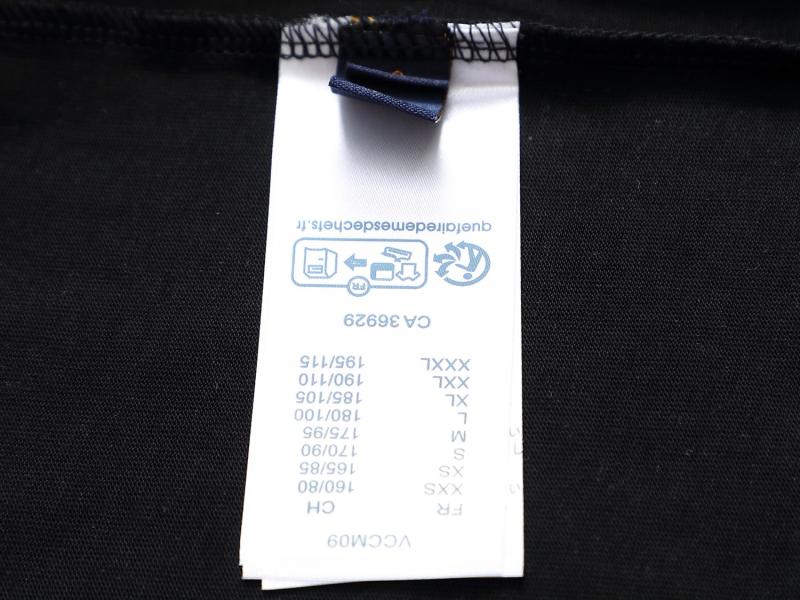 VCCM09
FR CH
XXS 160/80
XS 165/85
S 170/90
M 175/95
L 180/100
XL 185/105
XXL 190/110
XXXL 195/115
CA 36929
FR
quefairedemesdechets.fr